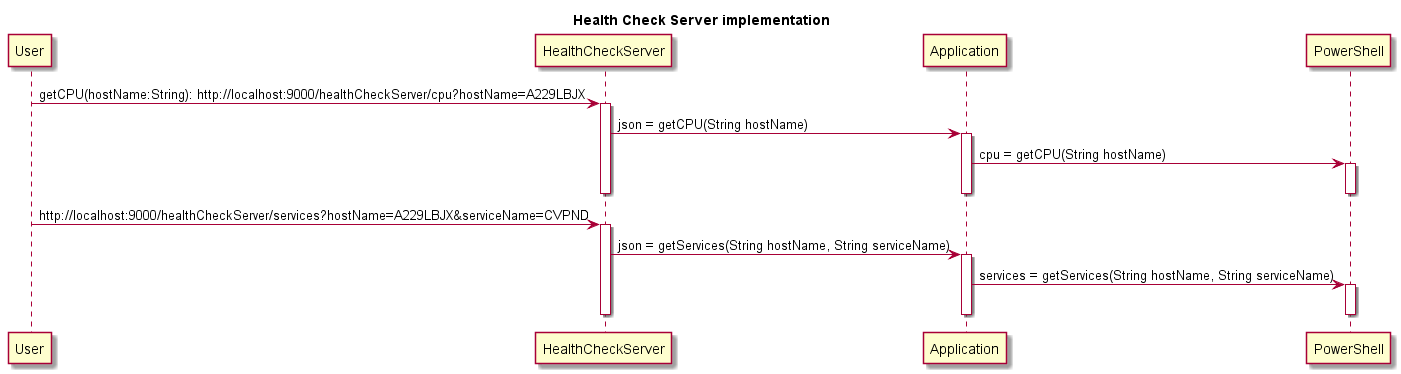 Health Check Server implementation
User HealthCheckServer Application PowerShell
getCPU(hostName:String): http://localhost:9000/healthCheckServer/cpu?hostName=A229LBJX
json = getCPU(String hostName)
cpu = getCPU(String hostName)
http://localhost:9000/healthCheckServer/services?hostName=A229LBJX&serviceName=CVPND
json = getServices(String hostName, String serviceName)
services = getServices(String hostName, String serviceName)
User HealthCheckServer Application PowerShell